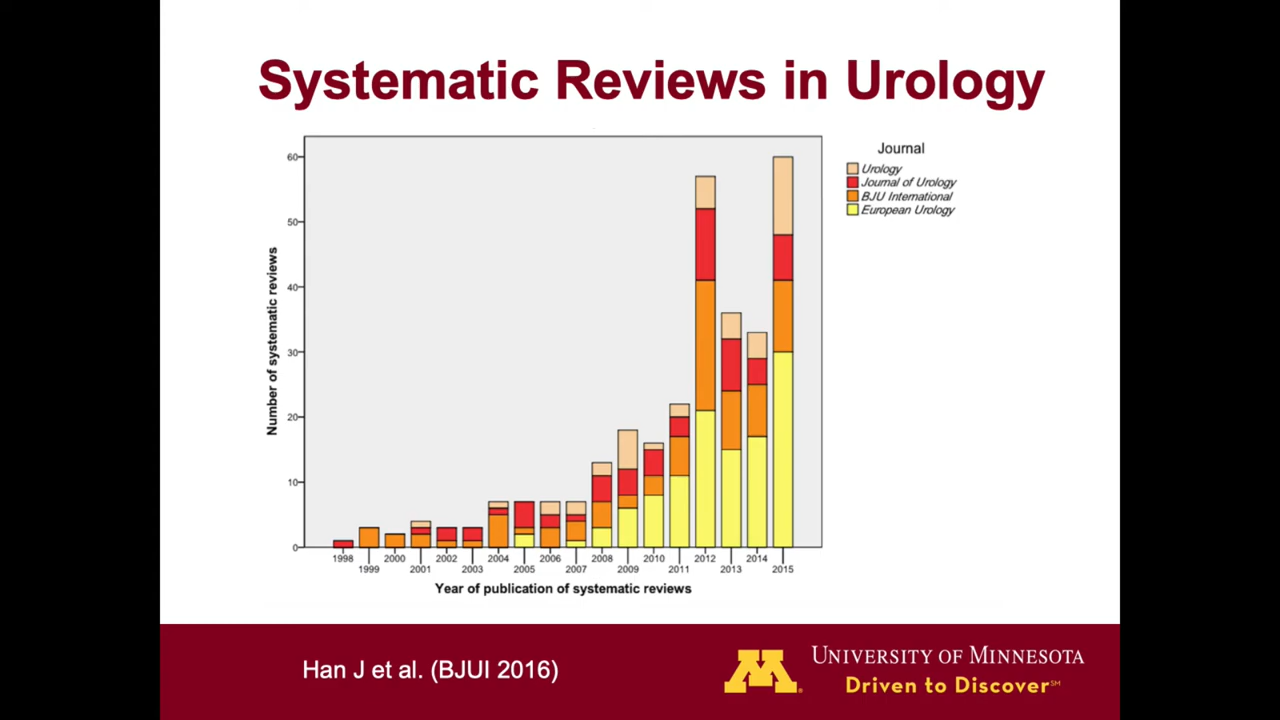 Systematic Reviews in Urology
Journal
Urology
Journal of Urology
BJU International
European Urology
Number of systematic reviews
60
50
40
30
20
10
0
1998 2000 2002 2004 2006 2008 2010 2012 2014
1999 2001 2003 2005 2007 2009 2011 2013 2015
Year of publication of systematic reviews
Han J et al. (BJUI 2016)
M
UNIVERSITY OF MINNESOTA
Driven to Discover℠